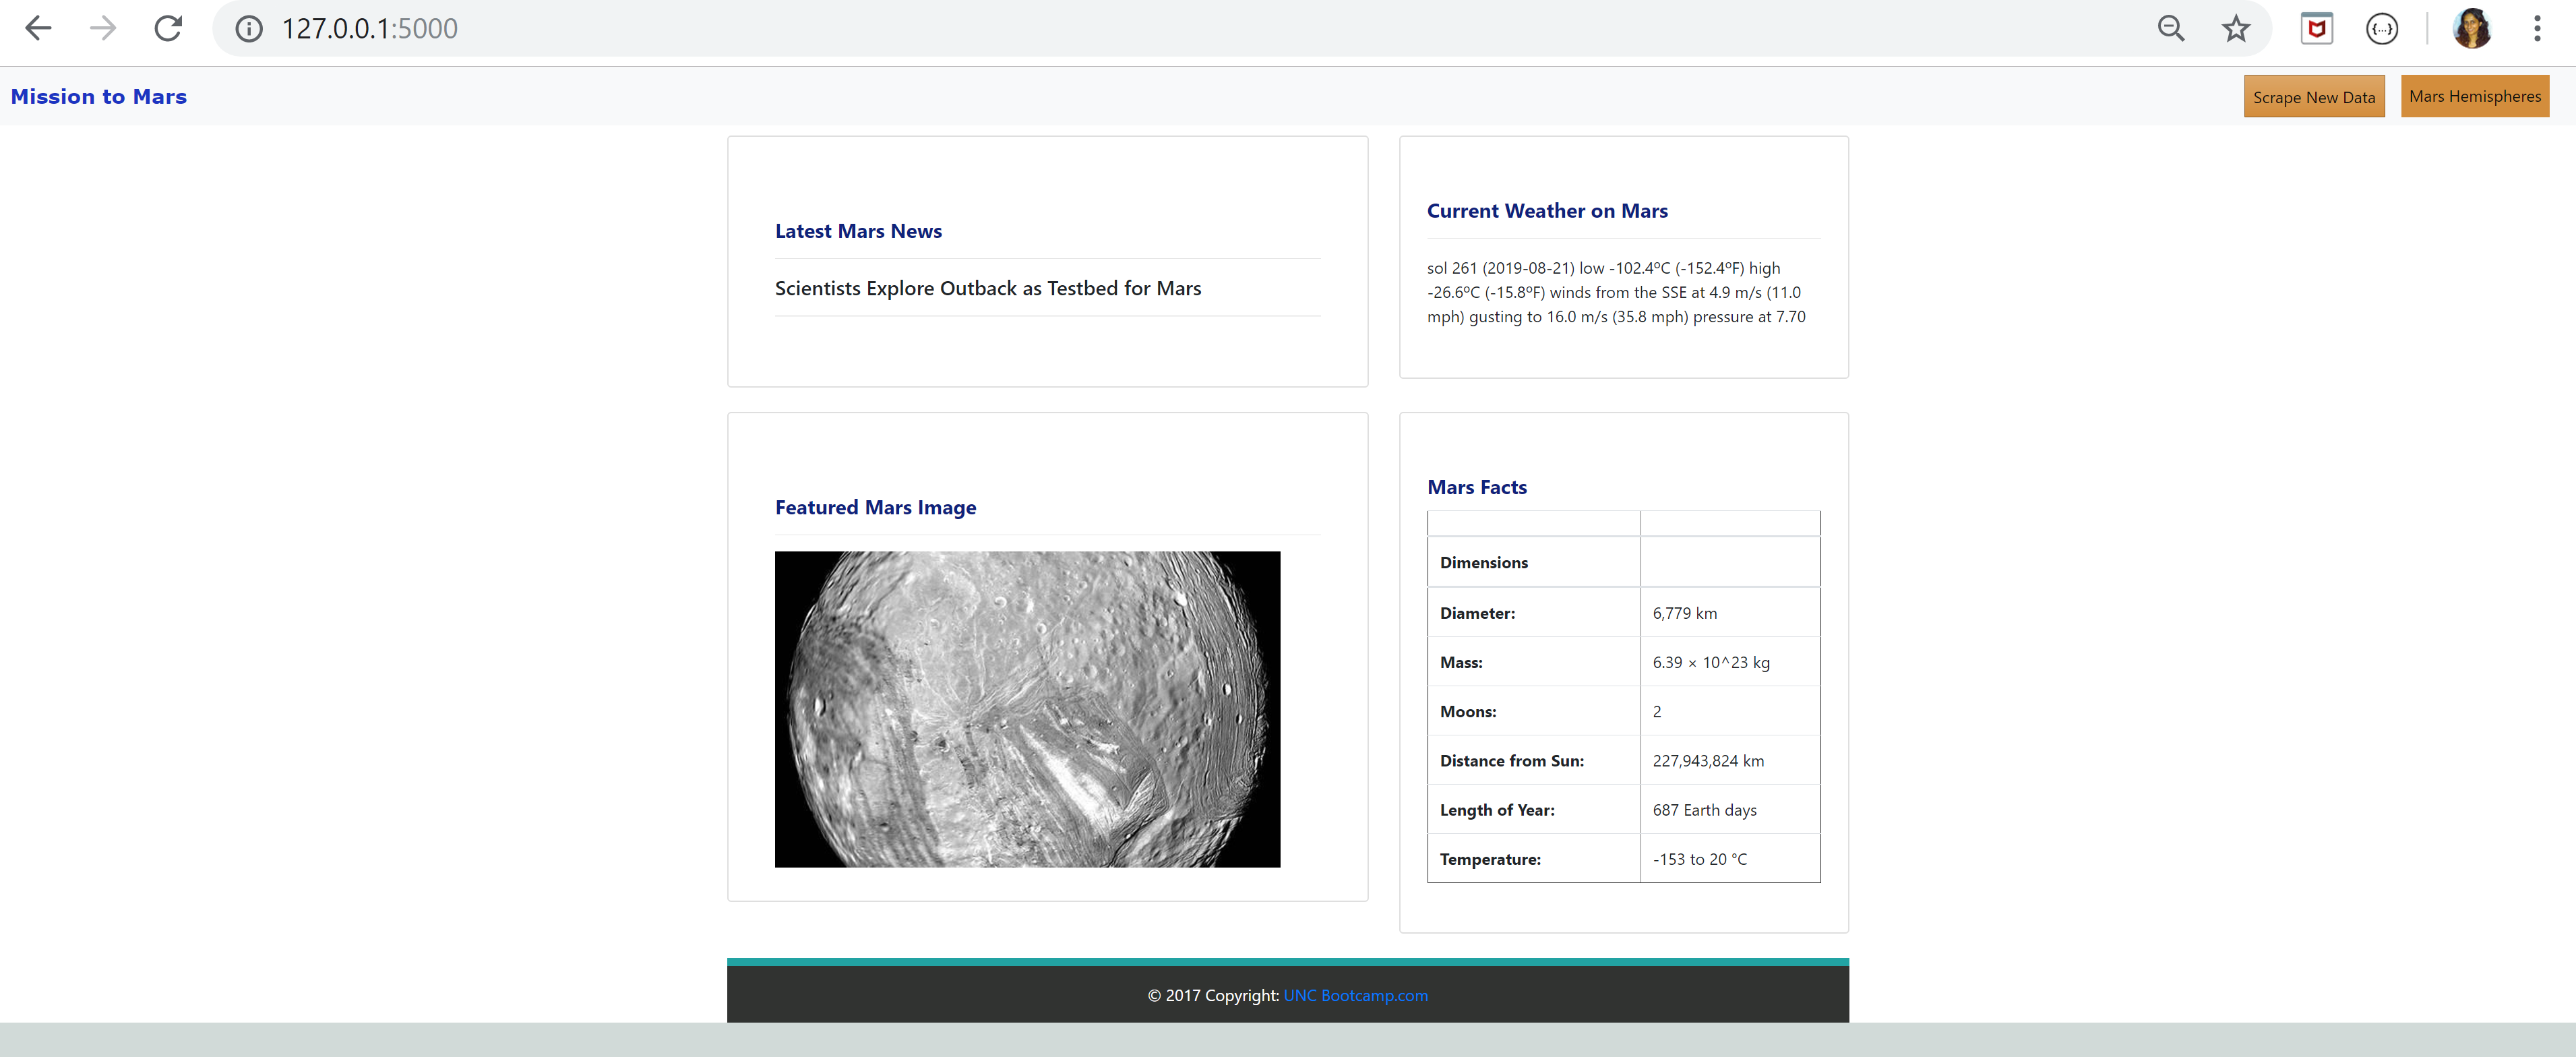 127.0.0.1:5000
Mission to Mars
Scrape New Data
Mars Hemispheres
Latest Mars News
Scientists Explore Outback as Testbed for Mars
Current Weather on Mars
sol 261 (2019-08-21) low -102.4ºC (-152.4ºF) high
-26.6ºC (-15.8ºF) winds from the SSE at 4.9 m/s (11.0
mph) gusting to 16.0 m/s (35.8 mph) pressure at 7.70
Featured Mars Image
Mars Facts
Dimensions
Diameter: 6,779 km
Mass: 6.39 × 10^23 kg
Moons: 2
Distance from Sun: 227,943,824 km
Length of Year: 687 Earth days
Temperature: -153 to 20 °C
© 2017 Copyright: UNC Bootcamp.com